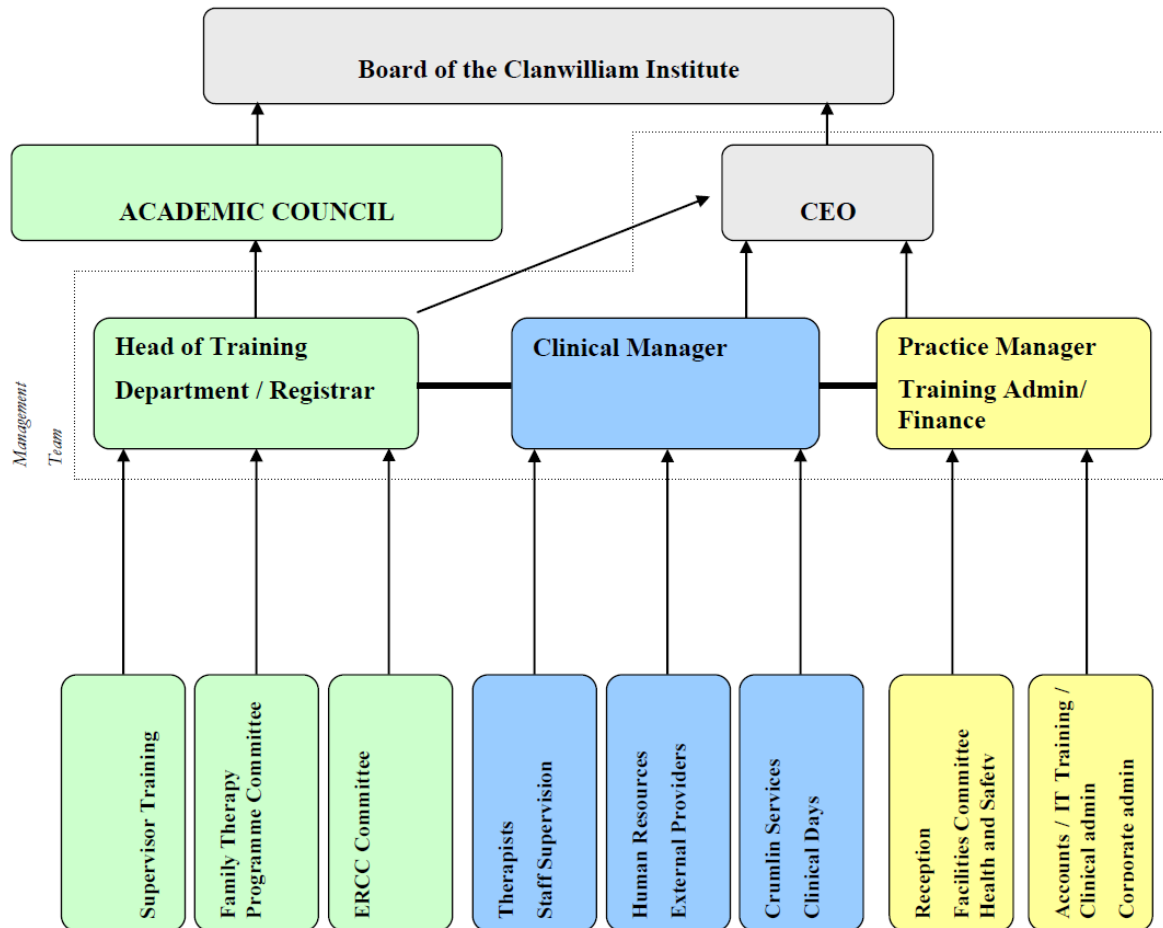 Board of the Clanwilliam Institute
ACADEMIC COUNCIL
CEO
Head of Training
Department / Registrar
Clinical Manager
Practice Manager
Training Admin/
Finance
Management
Team
Supervisor Training
Family Therapy
Programme Committee
ERCC Committee
Therapists
Staff Supervision
Human Resources
External Providers
Crumlin Services
Clinical Days
Reception
Facilities Committee
Health and Safety
Accounts / IT Training /
Clinical admin
Corporate admin